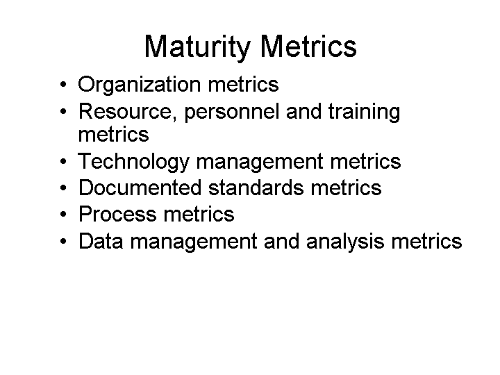 Maturity Metrics
• Organization metrics
• Resource, personnel and training
metrics
• Technology management metrics
• Documented standards metrics
• Process metrics
• Data management and analysis metrics